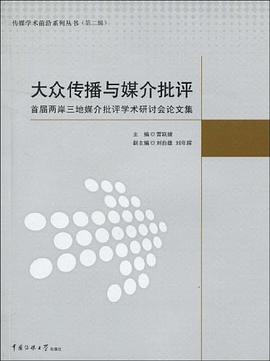 传媒学术前沿系列丛书（第二辑）
大众传播与媒介批评
首届两岸三地媒介批评学术研讨会论文集
主　编　雷跃捷
副主编　刘自雄　刘年辉
中国传媒大学出版社